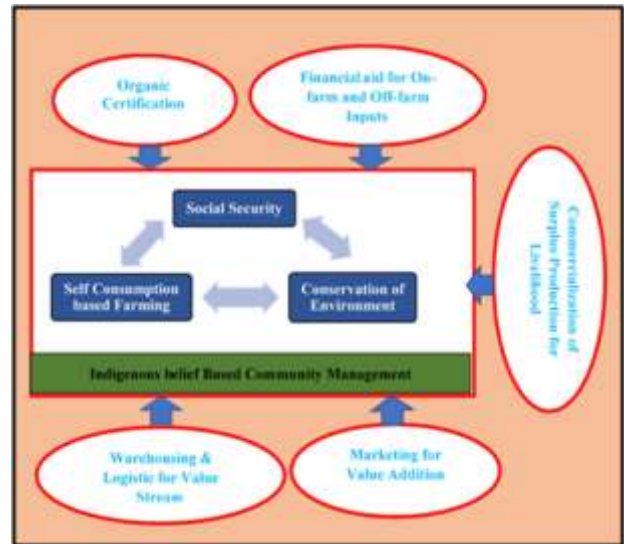 Organic
Certification
Financial aid for On-
farm and Off-farm
Inputs
Social Security
Self Consumption
based Farming
Conservation of
Environment
Commercialization of
Surplus Production for
Livelihood
Indigenous belief Based Community Management
Warehousing &
Logistic for Value
Stream
Marketing for
Value Addition